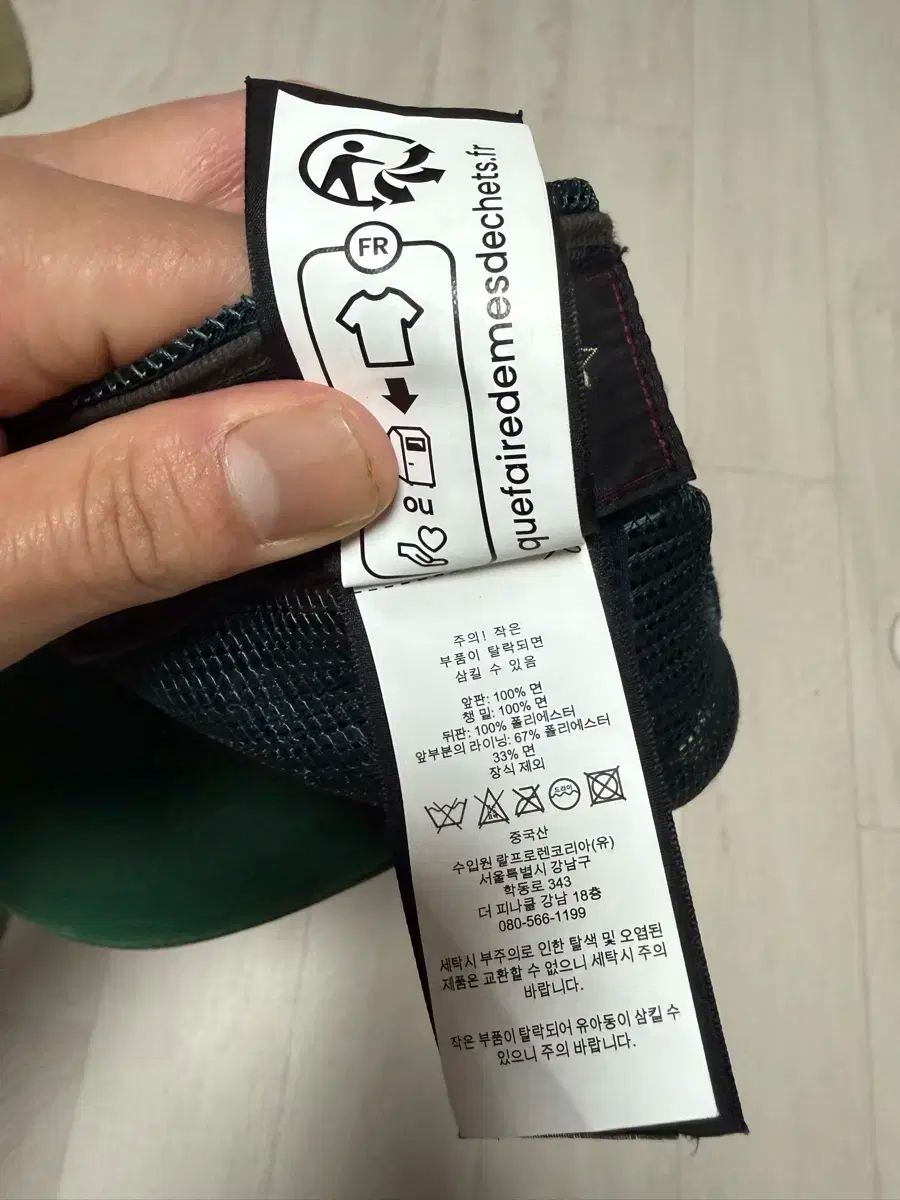 quefairedemesdechets.fr
FR
주의! 작은
부품이 탈락되면
삼킬 수 있음
앞판: 100% 면
챙 밑: 100% 면
뒤판: 100% 폴리에스터
앞부분의 라이닝: 67% 폴리에스터
33% 면
장식 제외
드라이
중국산
수입원 랄프로렌코리아(유)
서울특별시 강남구
학동로 343
더 피나클 강남 18층
080-566-1199
세탁시 부주의로 인한 탈색 및 오염된
제품은 교환할 수 없으니 세탁시 주의
바랍니다.
작은 부품이 탈락되어 유아동이 삼킬 수
있으니 주의 바랍니다.